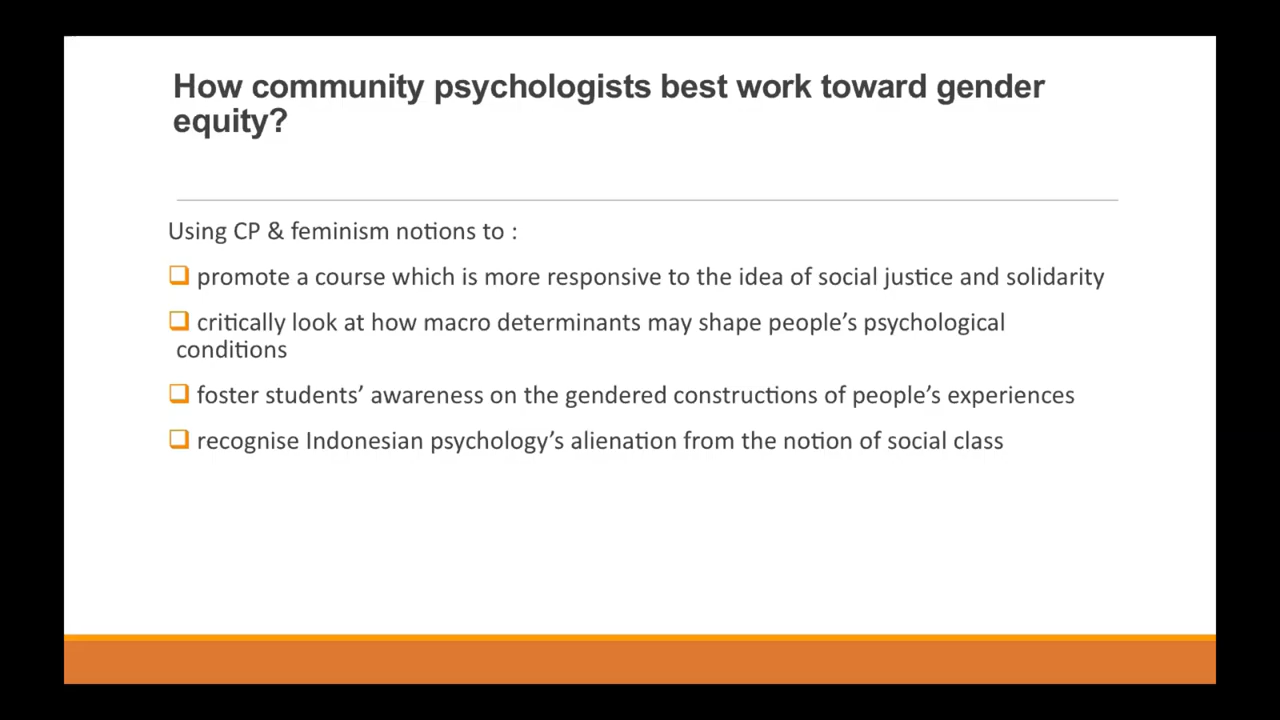 How community psychologists best work toward gender
equity?
Using CP & feminism notions to :
promote a course which is more responsive to the idea of social justice and solidarity
critically look at how macro determinants may shape people’s psychological
conditions
foster students’ awareness on the gendered constructions of people’s experiences
recognise Indonesian psychology’s alienation from the notion of social class